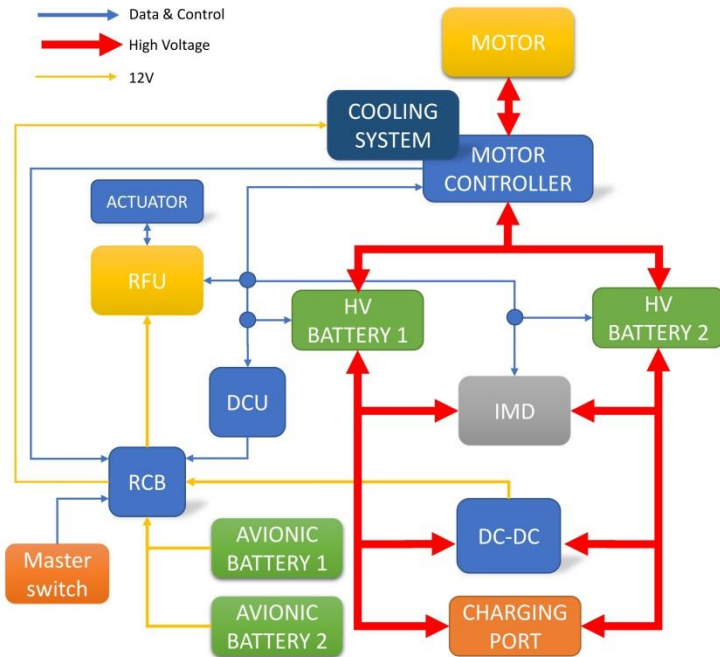 Data & Control
High Voltage
12V
MOTOR
COOLING
SYSTEM
MOTOR
CONTROLLER
ACTUATOR
RFU
HV
BATTERY 1
HV
BATTERY 2
DCU
IMD
RCB
DC-DC
Master
switch
AVIONIC
BATTERY 1
AVIONIC
BATTERY 2
CHARGING
PORT